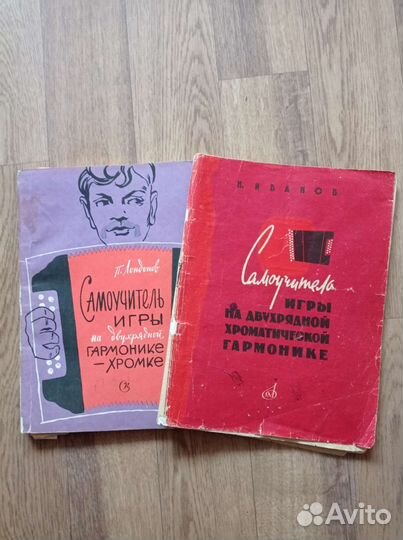 П. Лондонов
САМОУЧИТЕЛЬ
ИГРЫ
на двухрядной
ГАРМОНИКЕ
—ХРОМКЕ
Н. ИВАНОВ
Самоучитель
ИГРЫ
НА ДВУХРЯДНОЙ
ХРОМАТИЧЕСКОЙ
ГАРМОНИКЕ
Avito